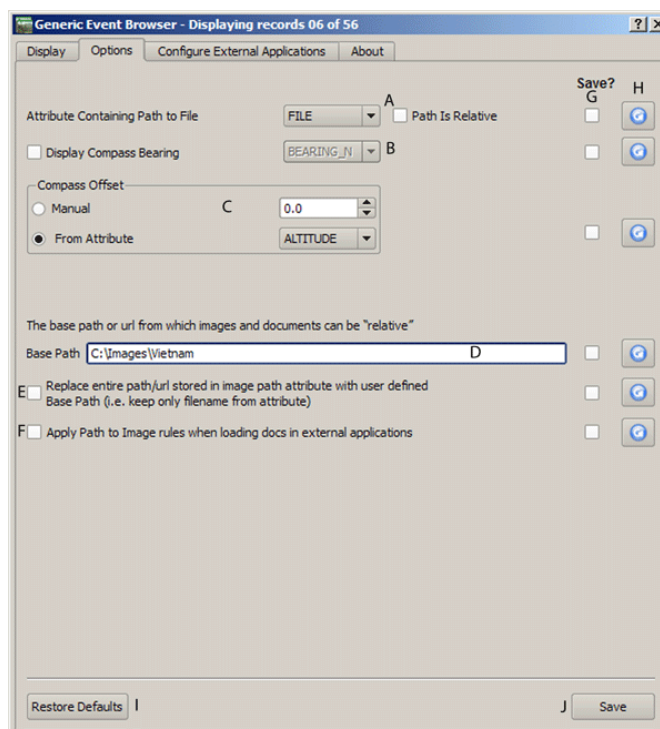 Generic Event Browser - Displaying records 06 of 56
Display Options Configure External Applications About
Save?
A G H
Attribute Containing Path to File FILE Path Is Relative
Display Compass Bearing BEARING_N B
Compass Offset
Manual C 0.0
From Attribute ALTITUDE
The base path or url from which images and documents can be "relative"
Base Path C:\Images\Vietnam D
E Replace entire path/url stored in image path attribute with user defined
Base Path (i.e. keep only filename from attribute)
F Apply Path to Image rules when loading docs in external applications
Restore Defaults I J Save